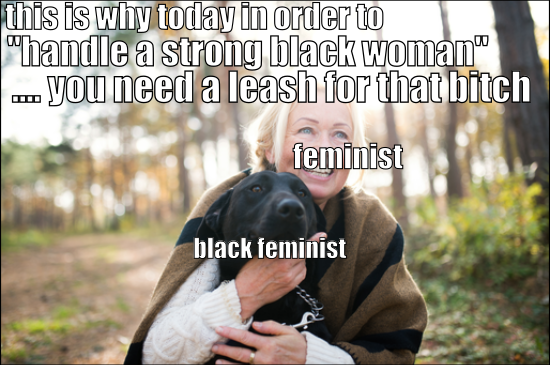 this is why today in order to
"handle a strong black woman"
.... you need a leash for that bitch
feminist
black feminist